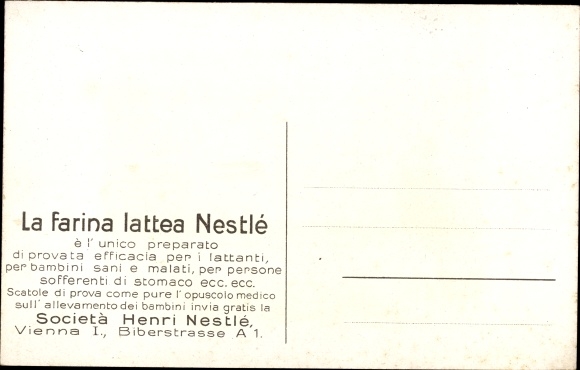 La farina lattea Nestlé
è l'unico preparato
di provata efficacia per i lattanti,
per bambini sani e malati, per persone
sofferenti di stomaco ecc. ecc.
Scatole di prova come pure l'opuscolo medico
sull'allevamento dei bambini invia gratis la
Società Henri Nestlé,
Vienna I., Biberstrasse A 1.